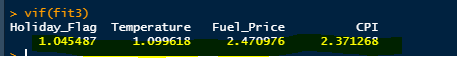 > vif(fit3)
Holiday_Flag Temperature Fuel_Price CPI
1.045487 1.099618 2.470976 2.371268
>